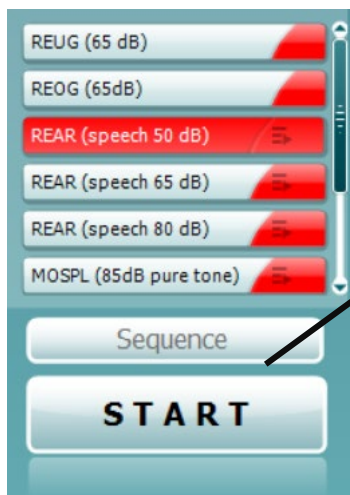 REUG (65 dB)
REOG (65dB)
REAR (speech 50 dB)
REAR (speech 65 dB)
REAR (speech 80 dB)
MOSPL (85dB pure tone)
Sequence
START